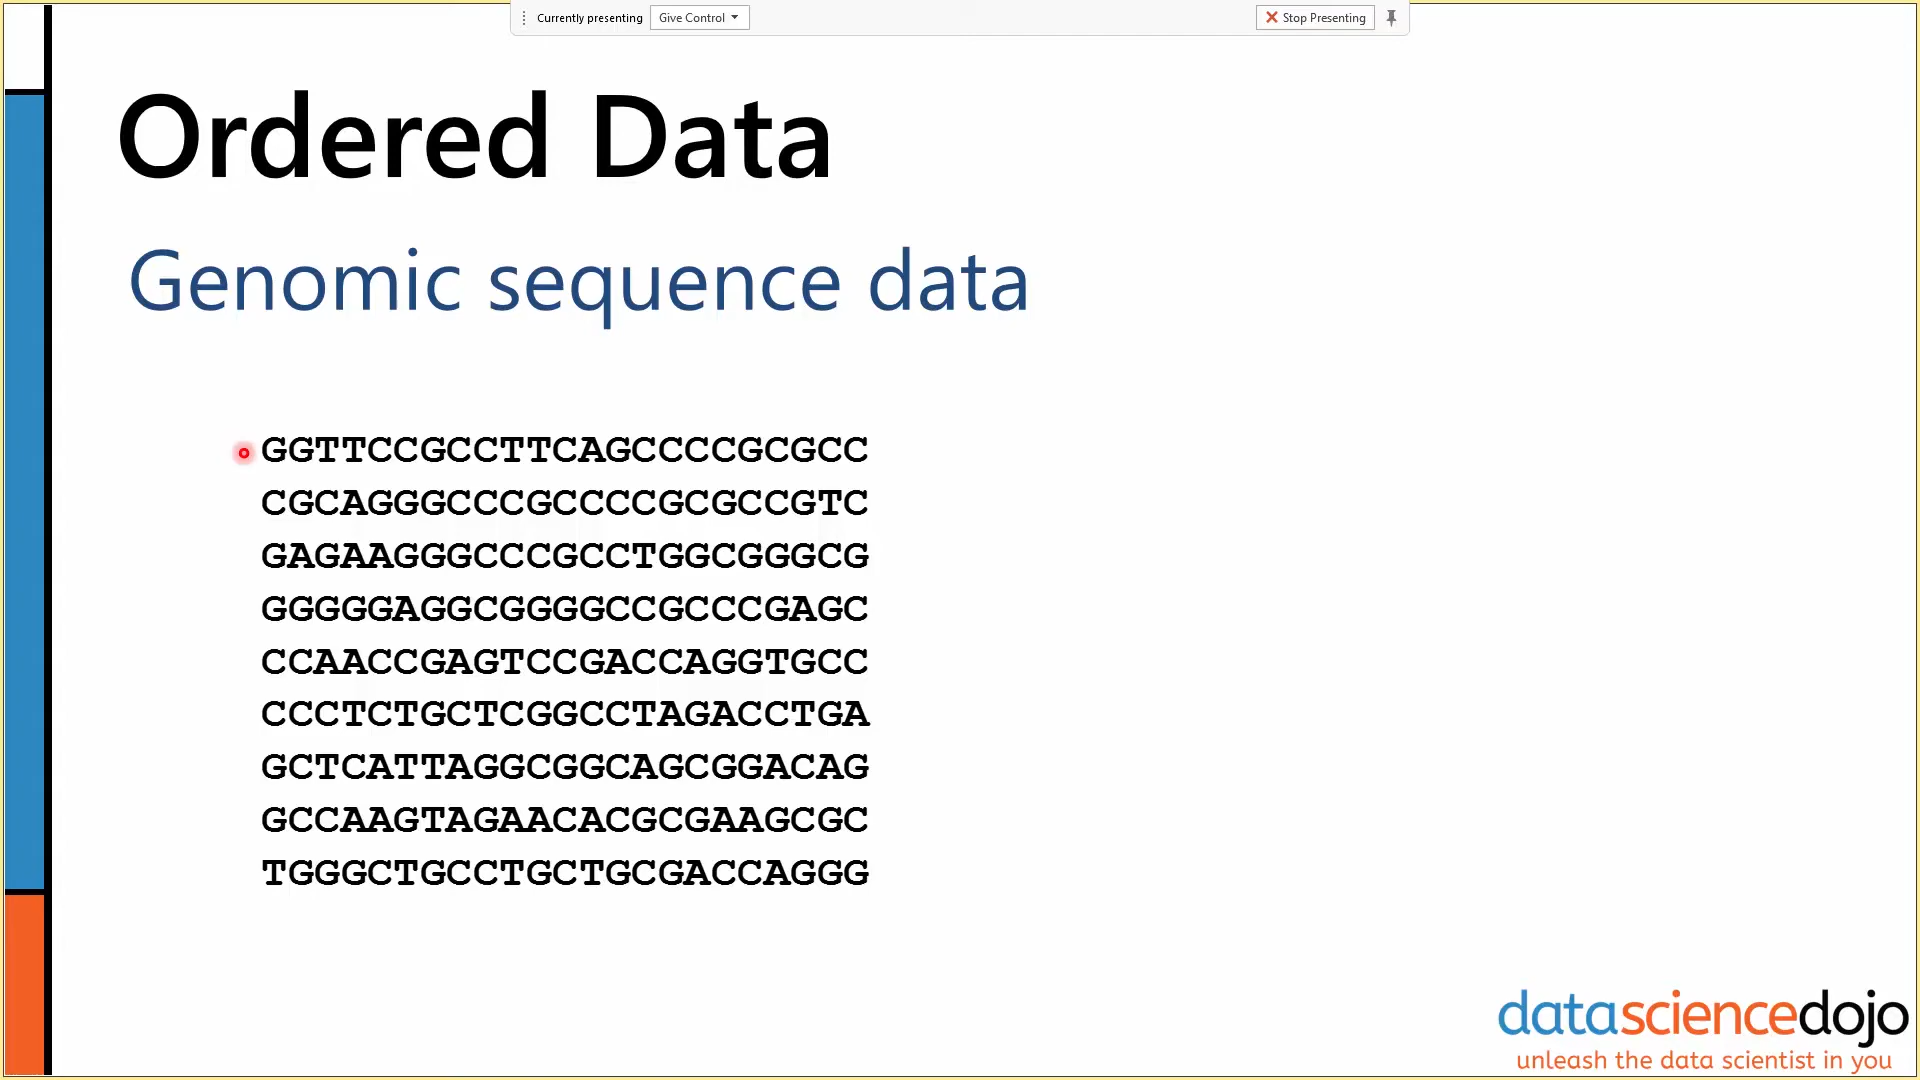 Currently presenting Give Control Stop Presenting
Ordered Data
Genomic sequence data
GGTTCCGCCTTCAGCCCCGCGCC
CGCAGGGCCCGCCCCGCGCCGTC
GAGAAGGGCCCGCCTGGCGGGCG
GGGGGAGGCGGGGCCGCCCGAGC
CCAACCGAGTCCGACCAGGTGCC
CCCTCTGCTCGGCCTAGACCTGA
GCTCATTAGGCGGCAGCGGACAG
GCCAAGTAGAACACGCGAAGCGC
TGGGCTGCCTGCTGCGACCAGGG
datasciencedojo
unleash the data scientist in you